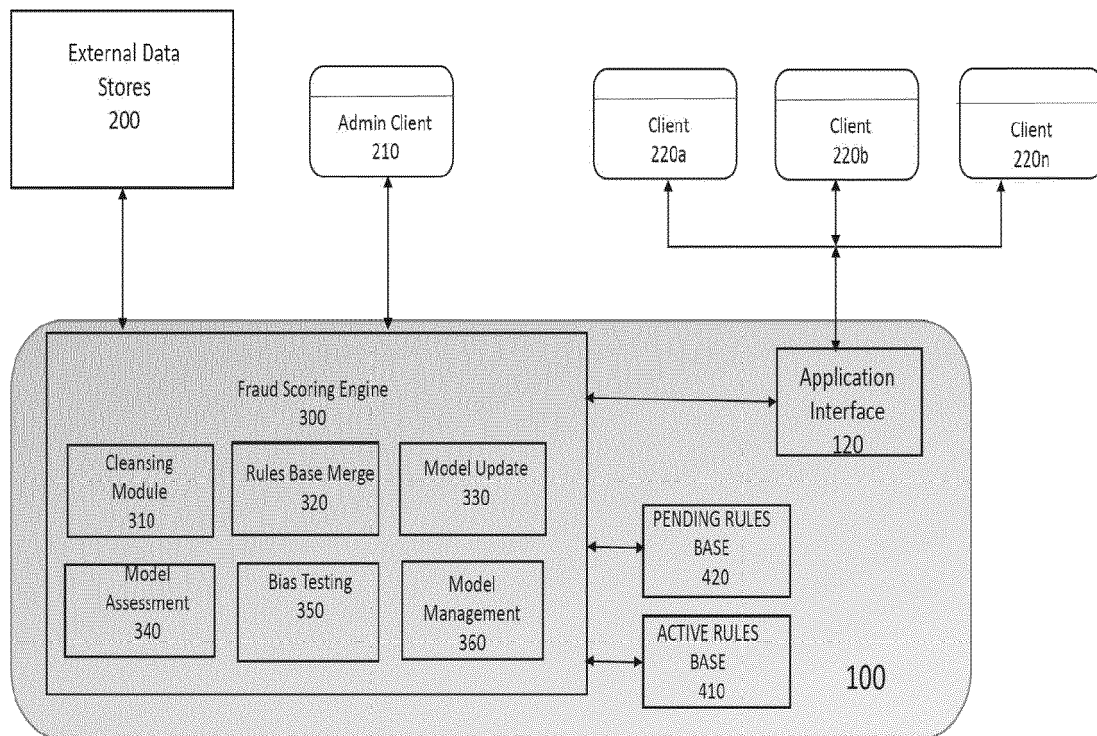 External Data
Stores
200
Admin Client
210
Client
220a
Client
220b
Client
220n
Fraud Scoring Engine
300
Application
Interface
120
Cleansing
Module
310
Rules Base Merge
320
Model Update
330
Model
Assessment
340
Bias Testing
350
Model
Management
360
PENDING RULES
BASE
420
ACTIVE RULES
BASE
410
100